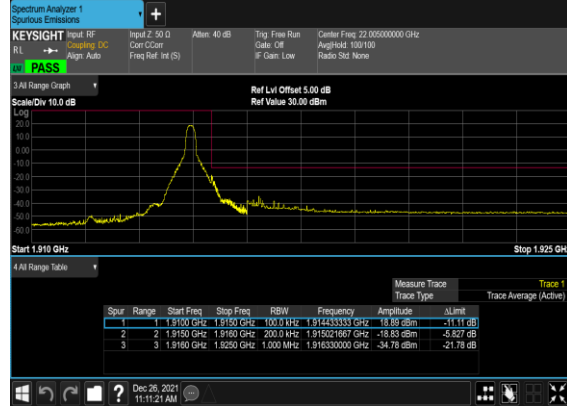 Spectrum Analyzer 1
Spurious Emissions
KEYSIGHT Input: RF Input Z: 50 Ω Atten: 40 dB Trig: Free Run Center Freq: 22.005000000 GHz
RL Coupling: DC Corr CCorr Gate: Off Avg|Hold: 100/100
Align: Auto Freq Ref: Int (S) IF Gain: Low Radio Std: None
LW PASS
3 All Range Graph
Ref Lvl Offset 5.00 dB
Scale/Div 10.0 dB Ref Value 30.00 dBm
Log
20.0
10.0
0.00
-10.0
-20.0
-30.0
-40.0
-50.0
-60.0
Start 1.910 GHz Stop 1.925 GHz
4 All Range Table
Measure Trace Trace 1
Trace Type Trace Average (Active)
Spur Range Start Freq Stop Freq RBW Frequency Amplitude ΔLimit
1 1 1.9100 GHz 1.9150 GHz 100.0 kHz 1.914433333 GHz 18.89 dBm -11.11 dB
2 2 1.9150 GHz 1.9160 GHz 200.0 kHz 1.915021667 GHz -18.83 dBm -5.827 dB
3 3 1.9160 GHz 1.9250 GHz 1.000 MHz 1.916330000 GHz -34.78 dBm -21.78 dB
Dec 26, 2021
11:11:21 AM